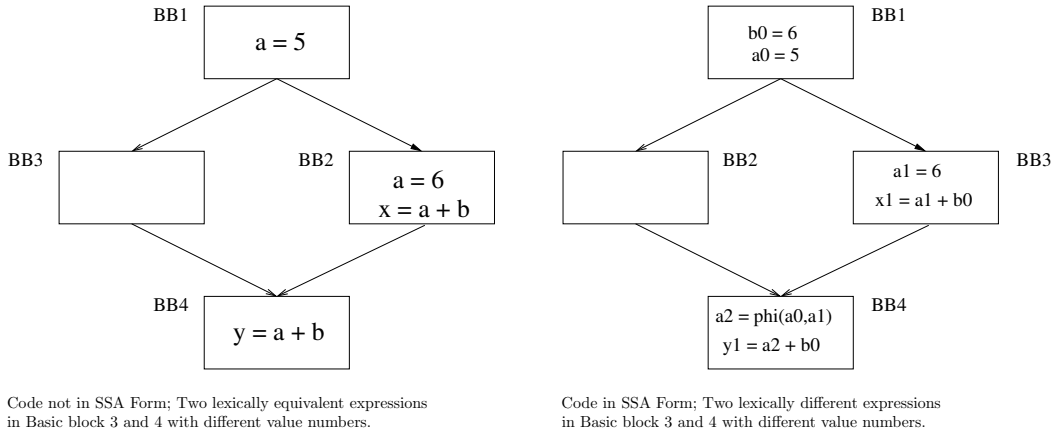 BB1
a = 5
BB3
BB2
a = 6
x = a + b
BB4
y = a + b
Code not in SSA Form; Two lexically equivalent expressions
in Basic block 3 and 4 with different value numbers.
BB1
b0 = 6
a0 = 5
BB2
BB3
a1 = 6
x1 = a1 + b0
BB4
a2 = phi(a0,a1)
y1 = a2 + b0
Code in SSA Form; Two lexically different expressions
in Basic block 3 and 4 with different value numbers.